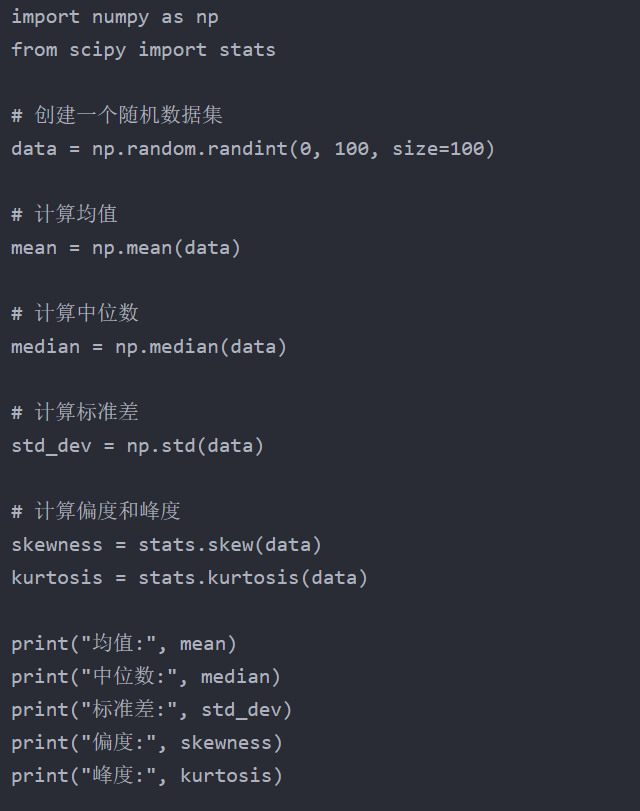 import numpy as np
from scipy import stats
# 创建一个随机数据集
data = np.random.randint(0, 100, size=100)
# 计算均值
mean = np.mean(data)
# 计算中位数
median = np.median(data)
# 计算标准差
std_dev = np.std(data)
# 计算偏度和峰度
skewness = stats.skew(data)
kurtosis = stats.kurtosis(data)
print("均值:", mean)
print("中位数:", median)
print("标准差:", std_dev)
print("偏度:", skewness)
print("峰度:", kurtosis)